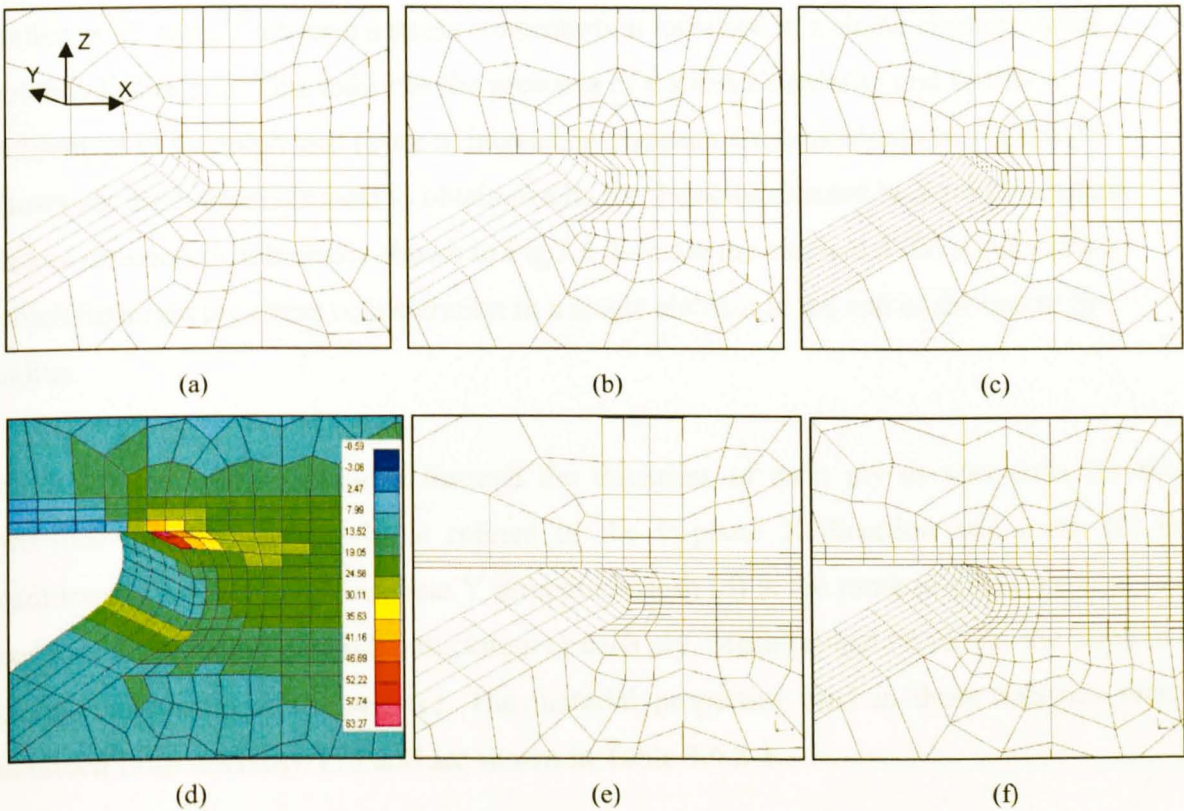 Z
Y
X
(a)
(b)
(c)
-8.59
-3.06
2.47
7.99
13.52
19.05
24.58
30.11
35.63
41.16
46.69
52.22
57.74
63.27
(d)
(e)
(f)